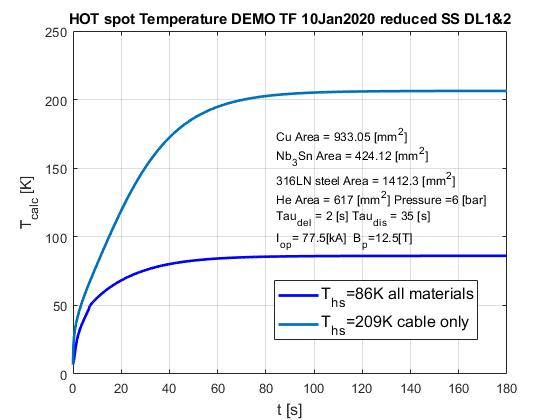 HOT spot Temperature DEMO TF 10Jan2020 reduced SS DL1&2
250
200
150
100
50
0
T_calc [K]
Cu Area = 933.05 [mm²]
Nb₃Sn Area = 424.12 [mm²]
316LN steel Area = 1412.3 [mm²]
He Area = 617 [mm²] Pressure =6 [bar]
Tau_del = 2 [s] Tau_dis = 35 [s]
I_op= 77.5[kA] B_p=12.5[T]
T_hs=86K all materials
T_hs=209K cable only
0 20 40 60 80 100 120 140 160 180
t [s]